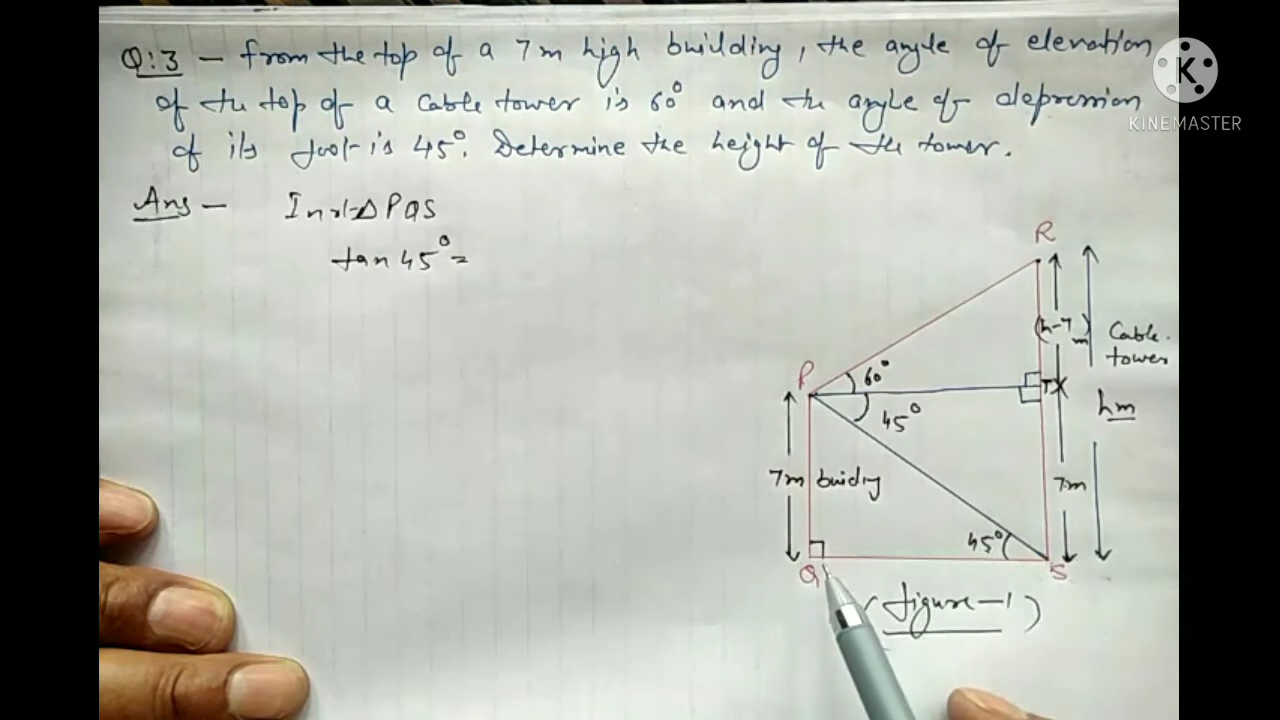 Q:3 – From the top of a 7m high building, the angle of elevation
of the top of a cable tower is 60° and the angle of depression
of its foot is 45°. Determine the height of the tower.
Ans – In rt Δ PQS
tan 45° =
R
(h-7)m
Cable
tower
P
60°
T
45°
hm
7m
buidng
7m
45°
Q
S
(figure-1)
K
KINEMASTER